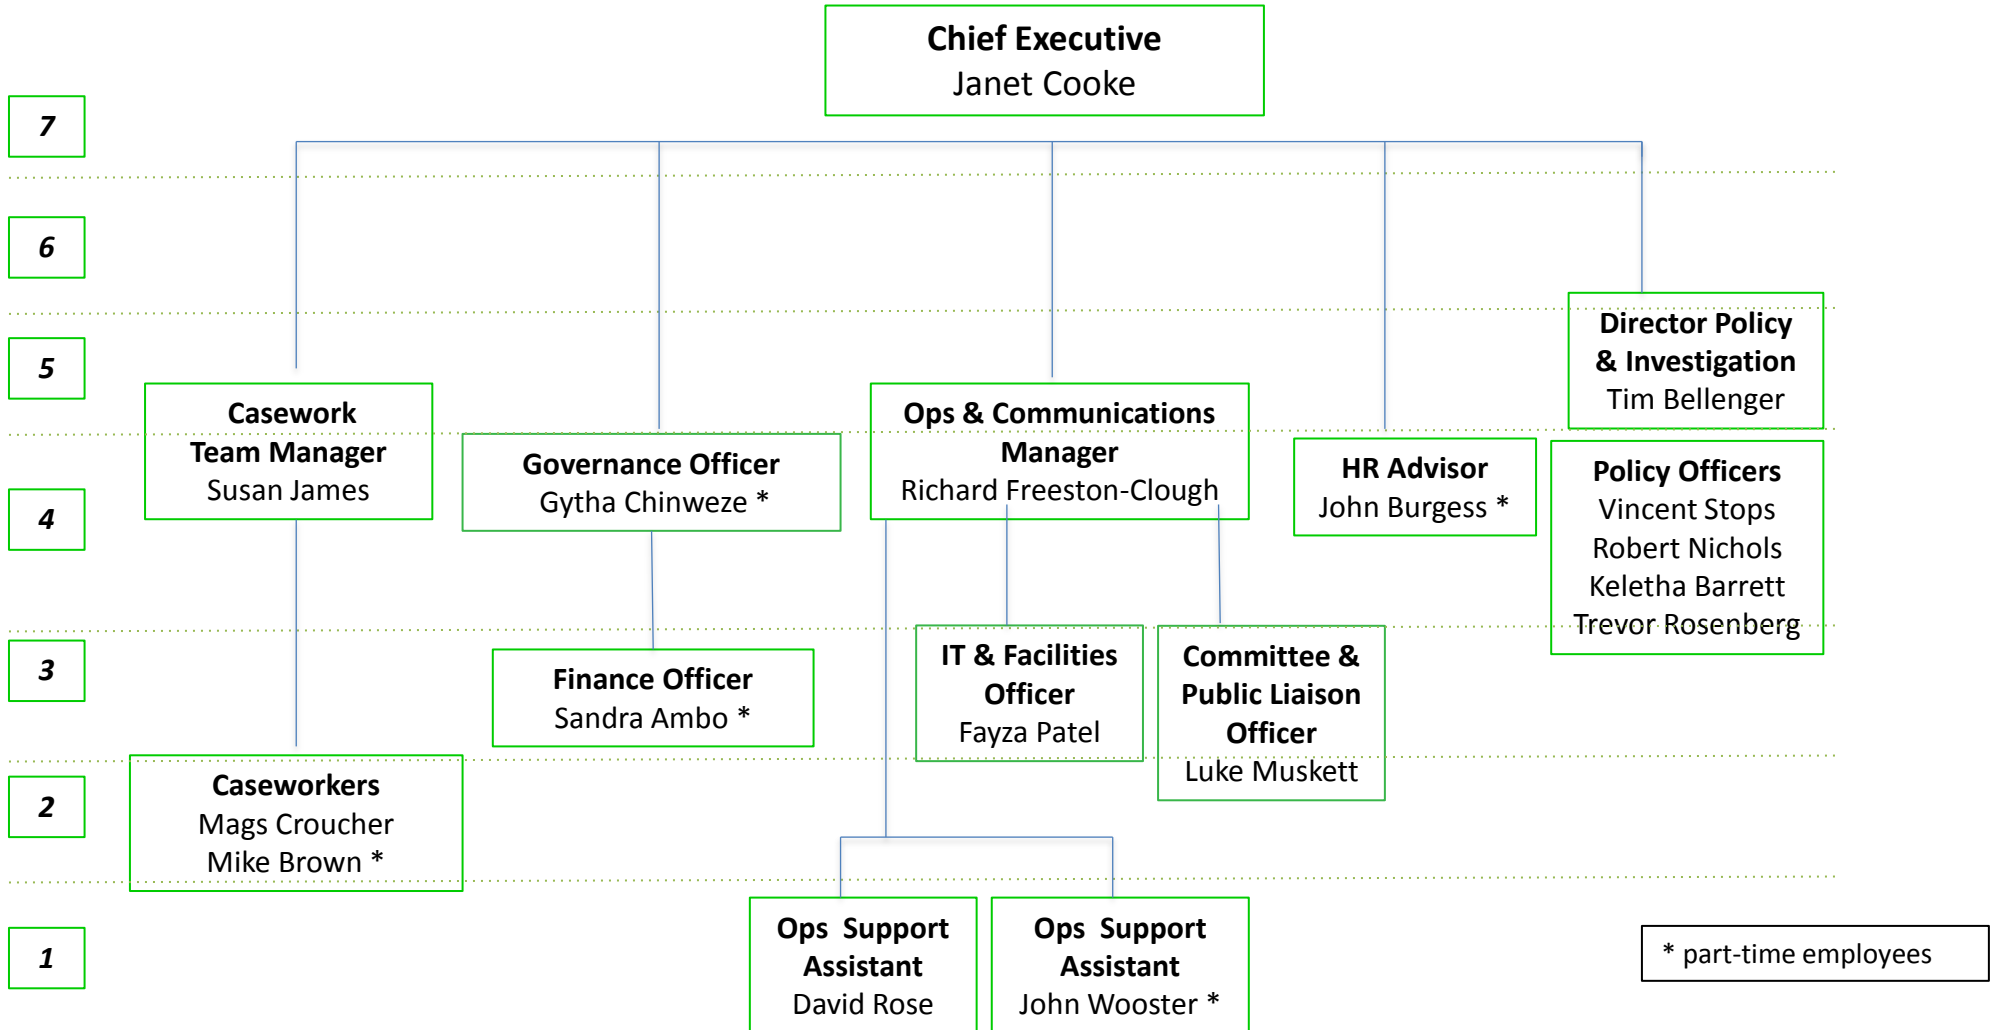 Chief Executive
Janet Cooke
7
6
5
4
3
2
1
Casework
Team Manager
Susan James
Caseworkers
Mags Croucher
Mike Brown *
Governance Officer
Gytha Chinweze *
Finance Officer
Sandra Ambo *
Ops & Communications
Manager
Richard Freeston-Clough
IT & Facilities
Officer
Fayza Patel
Committee &
Public Liaison
Officer
Luke Muskett
Ops Support
Assistant
David Rose
Ops Support
Assistant
John Wooster *
HR Advisor
John Burgess *
Director Policy
& Investigation
Tim Bellenger
Policy Officers
Vincent Stops
Robert Nichols
Keletha Barrett
Trevor Rosenberg
* part-time employees